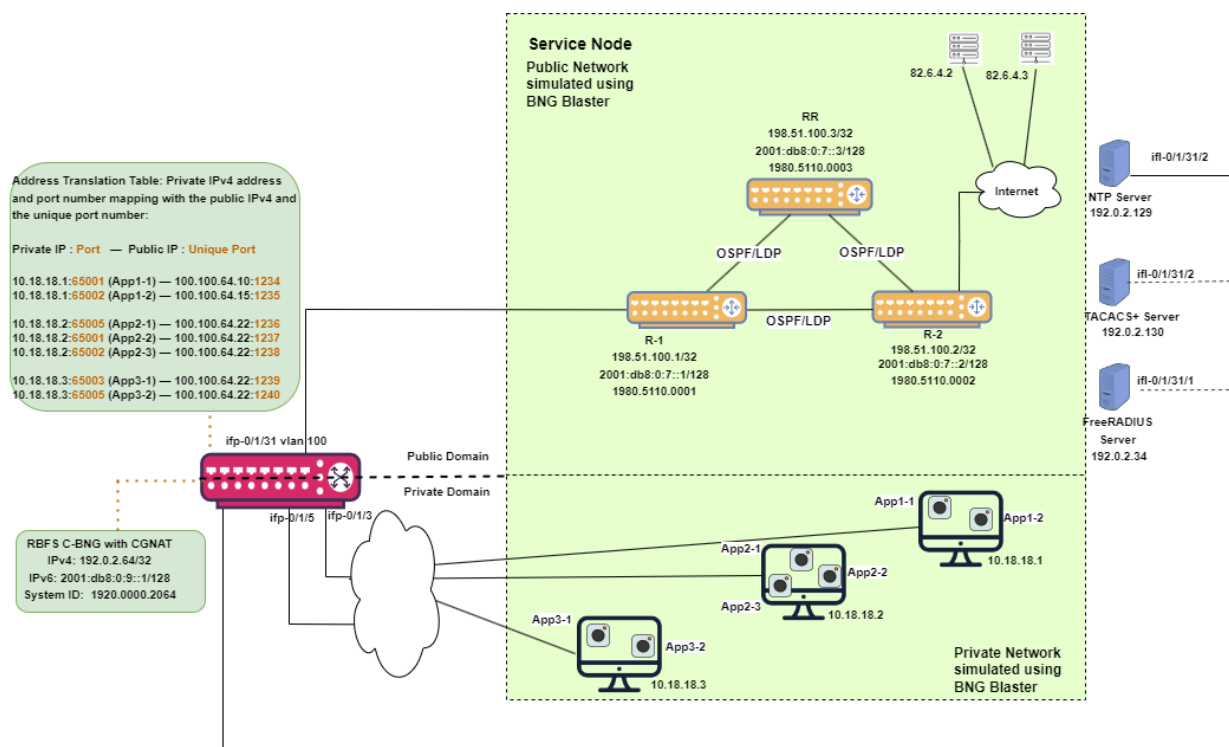 Service Node
Public Network
simulated using
BNG Blaster
82.6.4.2
82.6.4.3
RR
198.51.100.3/32
2001:db8:0:7::3/128
1980.5110.0003
Internet
ifl-0/1/31/2
NTP Server
192.0.2.129
Address Translation Table: Private IPv4 address
and port number mapping with the public IPv4 and
the unique port number:
Private IP : Port — Public IP : Unique Port
10.18.18.1:65001 (App1-1) — 100.100.64.10:1234
10.18.18.1:65002 (App1-2) — 100.100.64.15:1235
10.18.18.2:65005 (App2-1) — 100.100.64.22:1236
10.18.18.2:65001 (App2-2) — 100.100.64.22:1237
10.18.18.2:65002 (App2-3) — 100.100.64.22:1238
10.18.18.3:65003 (App3-1) — 100.100.64.22:1239
10.18.18.3:65005 (App3-2) — 100.100.64.22:1240
OSPF/LDP
OSPF/LDP
OSPF/LDP
R-1
198.51.100.1/32
2001:db8:0:7::1/128
1980.5110.0001
R-2
198.51.100.2/32
2001:db8:0:7::2/128
1980.5110.0002
ifl-0/1/31/2
TACACS+ Server
192.0.2.130
ifl-0/1/31/1
FreeRADIUS
Server
192.0.2.34
ifp-0/1/31 vlan 100
Public Domain
Private Domain
ifp-0/1/5
ifp-0/1/3
RBFS C-BNG with CGNAT
IPv4: 192.0.2.64/32
IPv6: 2001:db8:0:9::1/128
System ID: 1920.0000.2064
App1-1
App1-2
10.18.18.1
App2-1
App2-2
App2-3
10.18.18.2
App3-1
App3-2
10.18.18.3
Private Network
simulated using
BNG Blaster